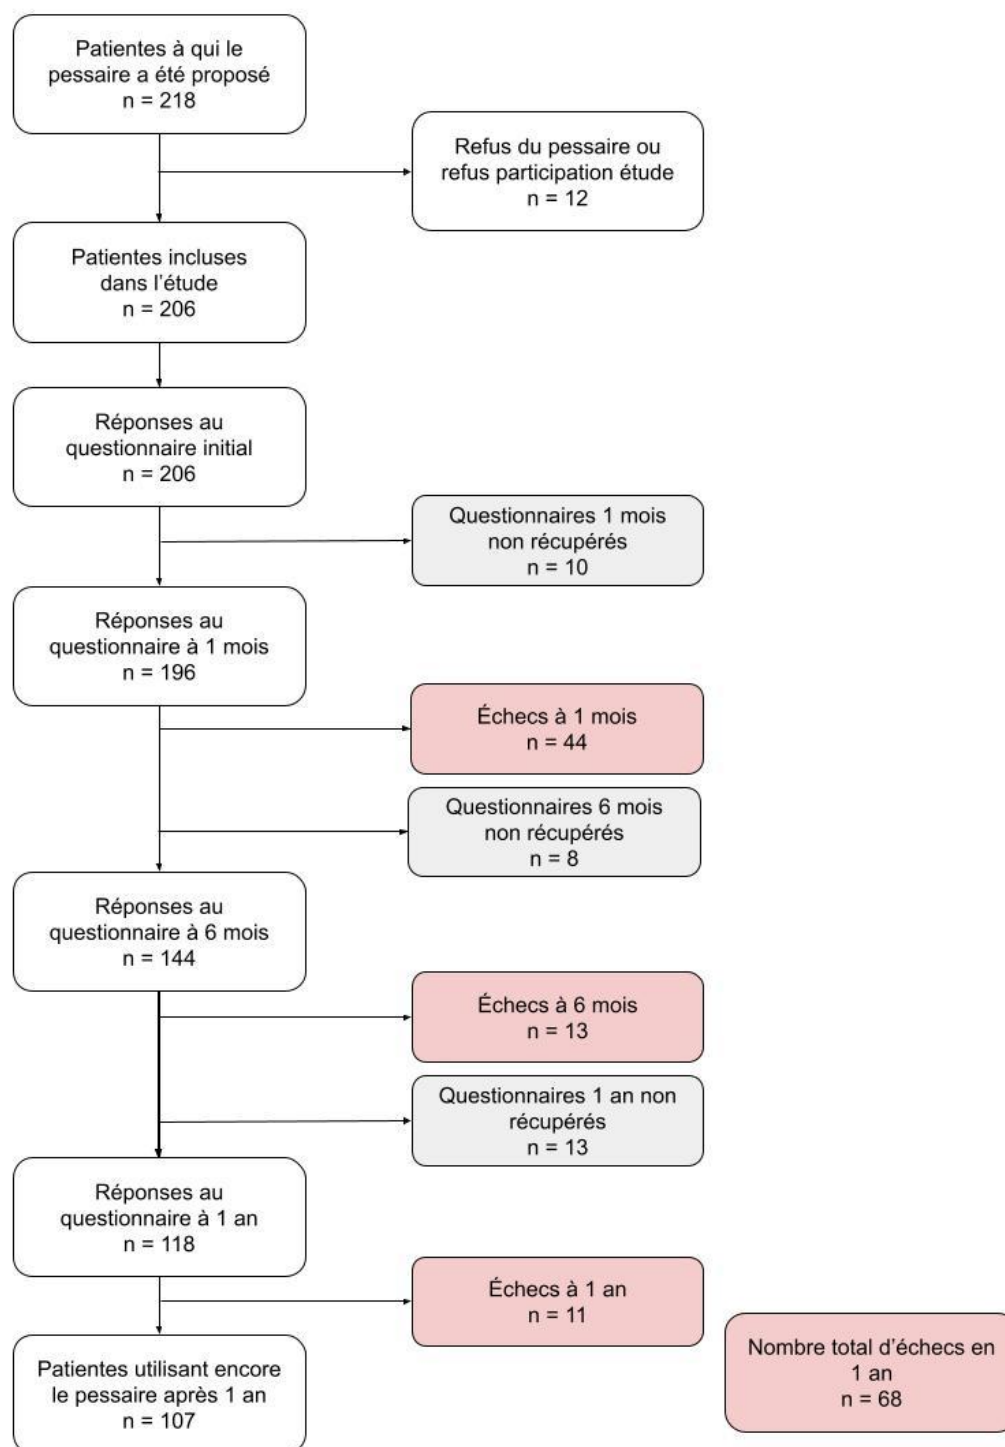 Patientes à qui le
pessaire a été proposé
n = 218
Refus du pessaire ou
refus participation étude
n = 12
Patientes incluses
dans l'étude
n = 206
Réponses au
questionnaire initial
n = 206
Questionnaires 1 mois
non récupérés
n = 10
Réponses au
questionnaire à 1 mois
n = 196
Échecs à 1 mois
n = 44
Questionnaires 6 mois
non récupérés
n = 8
Réponses au
questionnaire à 6 mois
n = 144
Échecs à 6 mois
n = 13
Questionnaires 1 an non
récupérés
n = 13
Réponses au
questionnaire à 1 an
n = 118
Échecs à 1 an
n = 11
Patientes utilisant encore
le pessaire après 1 an
n = 107
Nombre total d'échecs en
1 an
n = 68